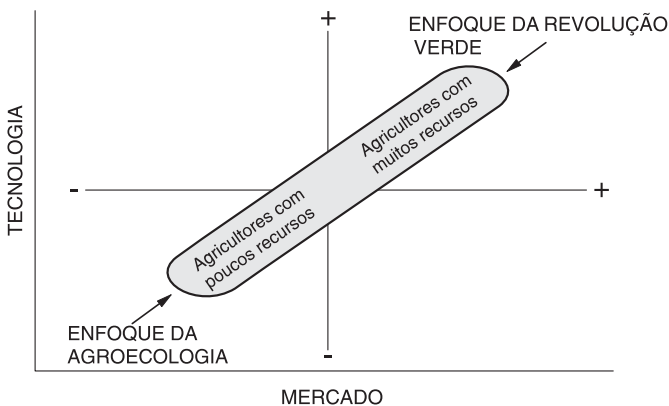 +
ENFOQUE DA REVOLUÇÃO
VERDE
Agricultores com
muitos recursos
TECNOLOGIA
-
+
Agricultores com
poucos recursos
ENFOQUE DA
AGROECOLOGIA
-
MERCADO